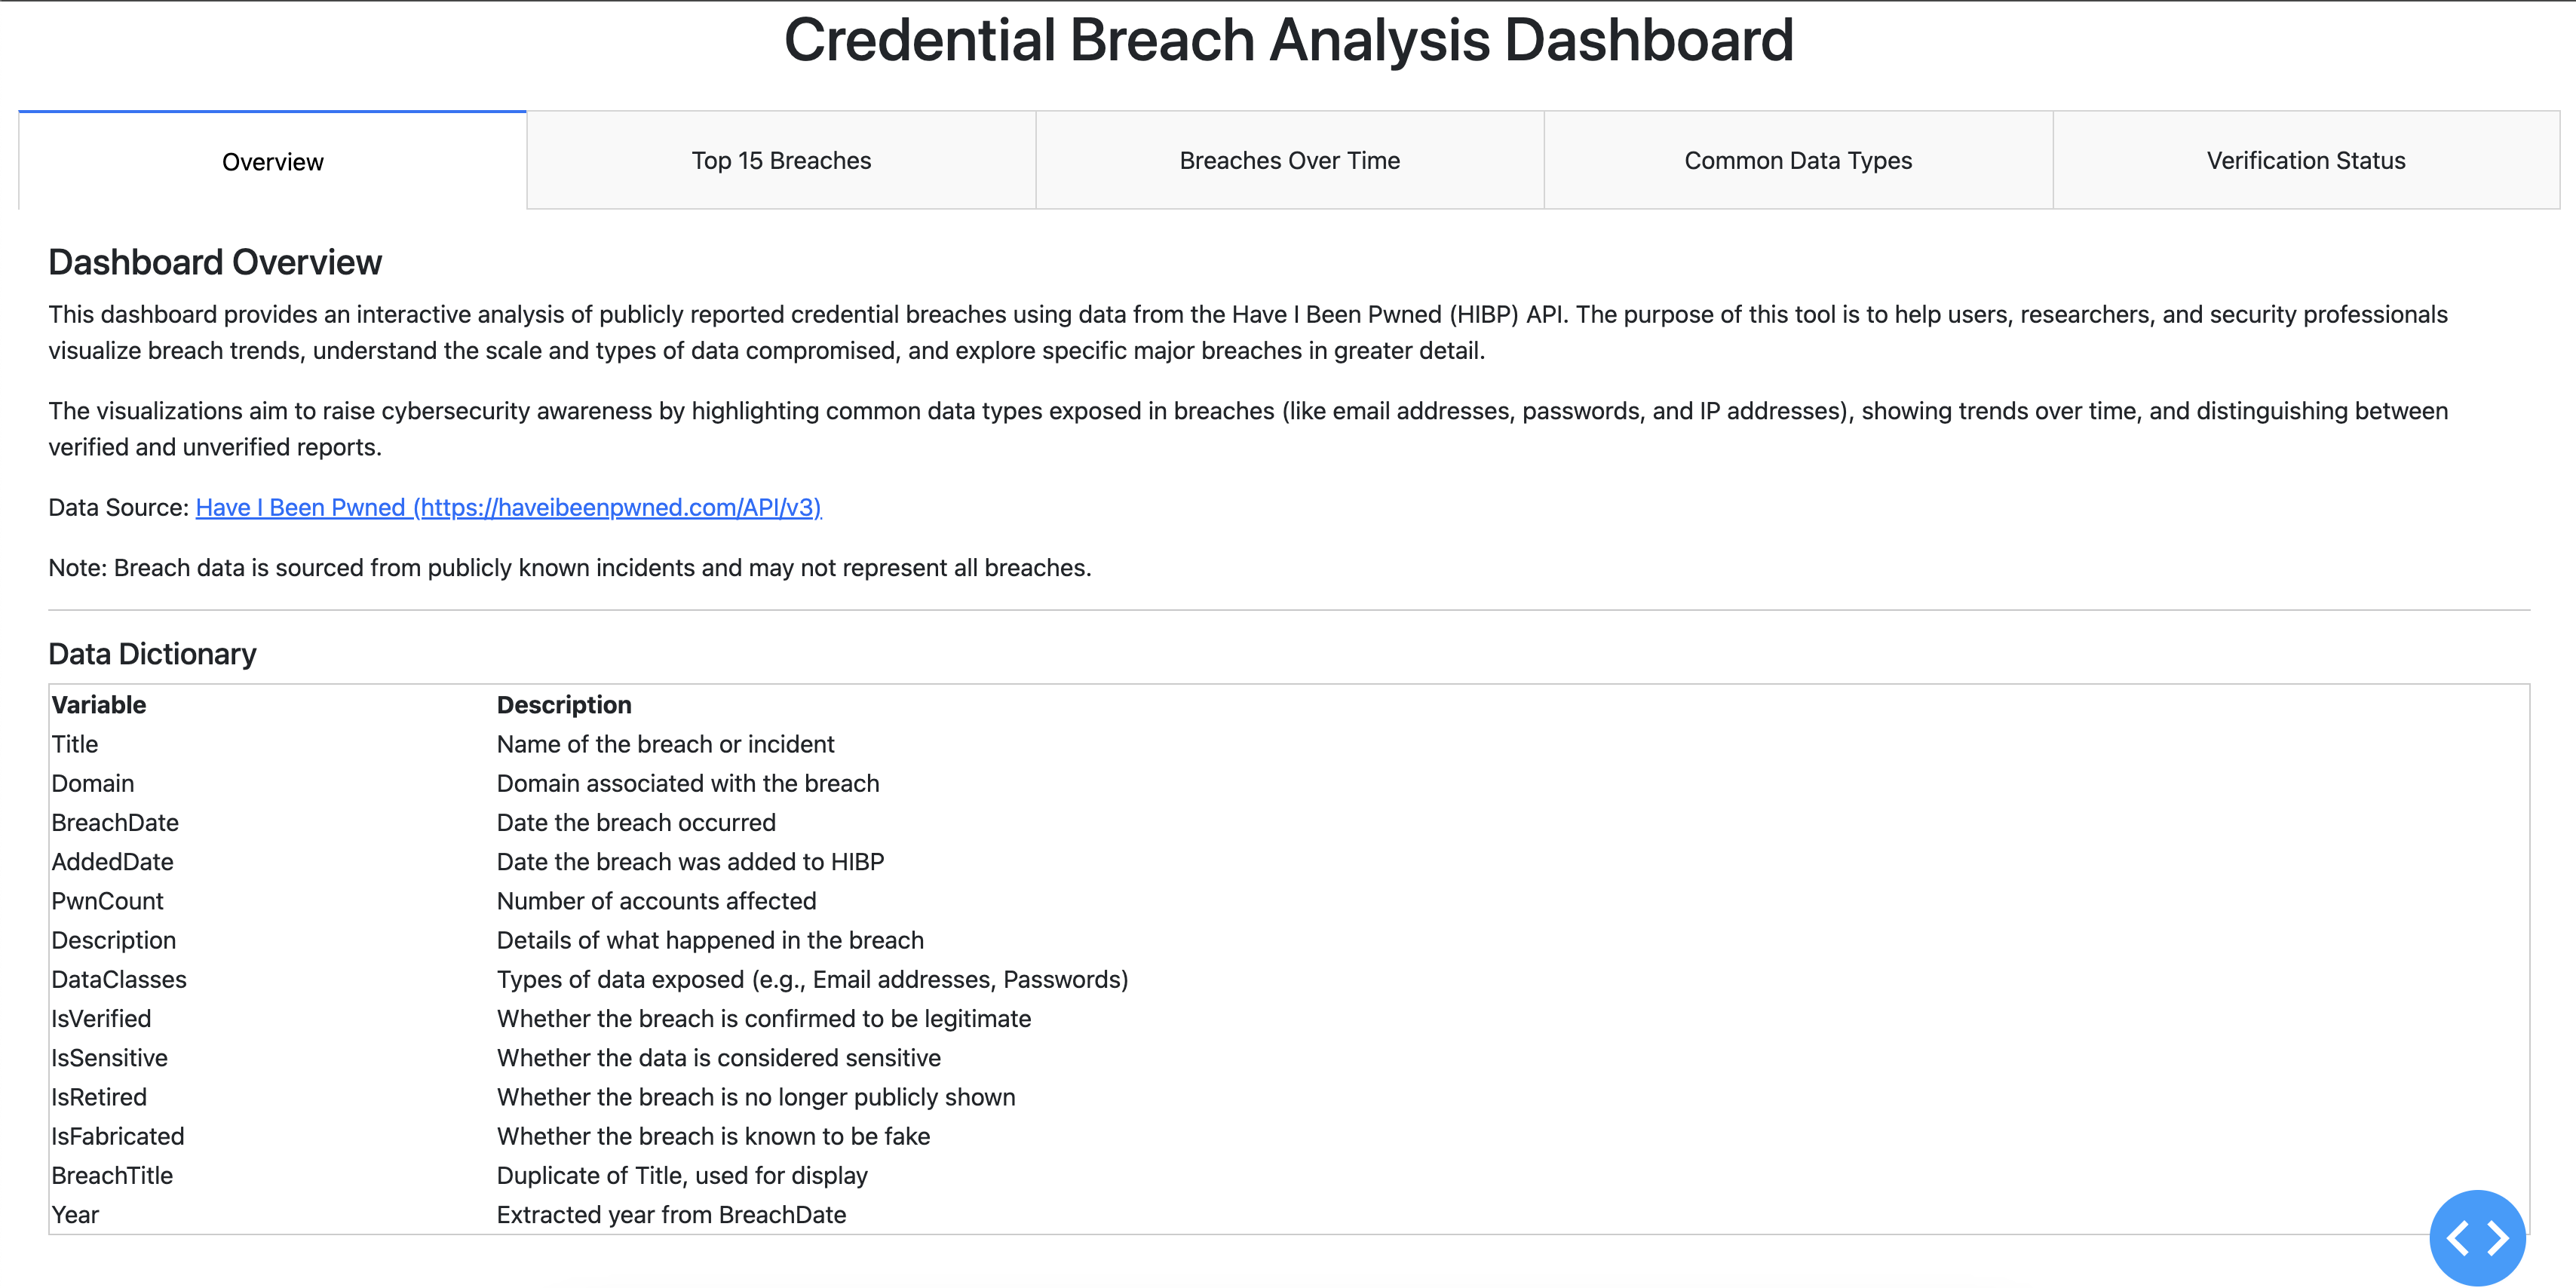 Credential Breach Analysis Dashboard
Overview
Top 15 Breaches
Breaches Over Time
Common Data Types
Verification Status
Dashboard Overview
This dashboard provides an interactive analysis of publicly reported credential breaches using data from the Have I Been Pwned (HIBP) API. The purpose of this tool is to help users, researchers, and security professionals
visualize breach trends, understand the scale and types of data compromised, and explore specific major breaches in greater detail.
The visualizations aim to raise cybersecurity awareness by highlighting common data types exposed in breaches (like email addresses, passwords, and IP addresses), showing trends over time, and distinguishing between
verified and unverified reports.
Data Source: Have I Been Pwned (https://haveibeenpwned.com/API/v3)
Note: Breach data is sourced from publicly known incidents and may not represent all breaches.
Data Dictionary
Variable Description
Title Name of the breach or incident
Domain Domain associated with the breach
BreachDate Date the breach occurred
AddedDate Date the breach was added to HIBP
PwnCount Number of accounts affected
Description Details of what happened in the breach
DataClasses Types of data exposed (e.g., Email addresses, Passwords)
IsVerified Whether the breach is confirmed to be legitimate
IsSensitive Whether the data is considered sensitive
IsRetired Whether the breach is no longer publicly shown
IsFabricated Whether the breach is known to be fake
BreachTitle Duplicate of Title, used for display
Year Extracted year from BreachDate